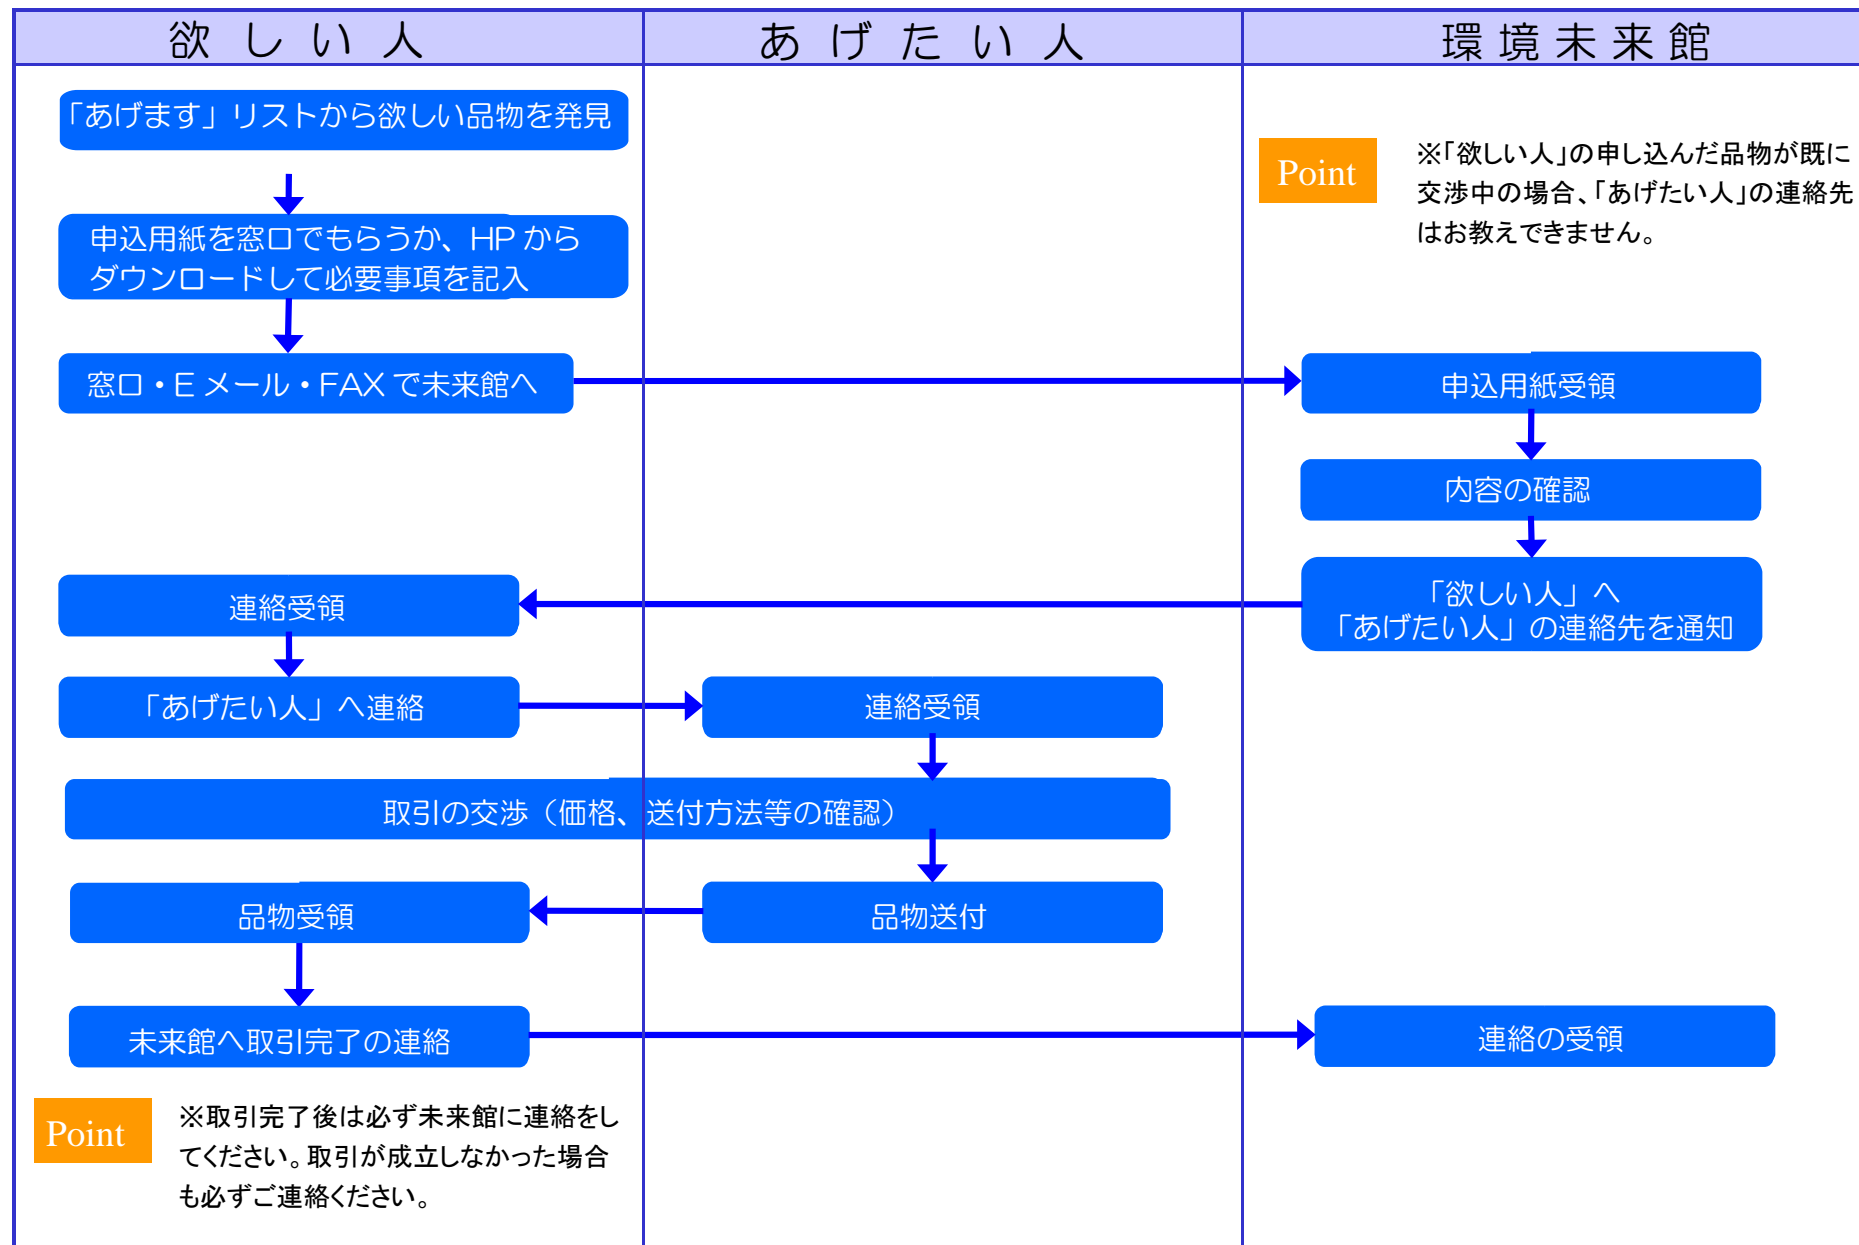 欲しい人
あげたい人
環境未来館
「あげます」リストから欲しい品物を発見
Point
※「欲しい人」の申し込んだ品物が既に
交渉中の場合、「あげたい人」の連絡先
はお教えできません。
申込用紙を窓口でもらうか、HPから
ダウンロードして必要事項を記入
窓口・Eメール・FAXで未来館へ
申込用紙受領
内容の確認
「欲しい人」へ
「あげたい人」の連絡先を通知
連絡受領
「あげたい人」へ連絡
連絡受領
取引の交渉（価格、送付方法等の確認）
品物受領
品物送付
未来館へ取引完了の連絡
連絡の受領
Point
※取引完了後は必ず未来館に連絡をし
てください。取引が成立しなかった場合
も必ずご連絡ください。